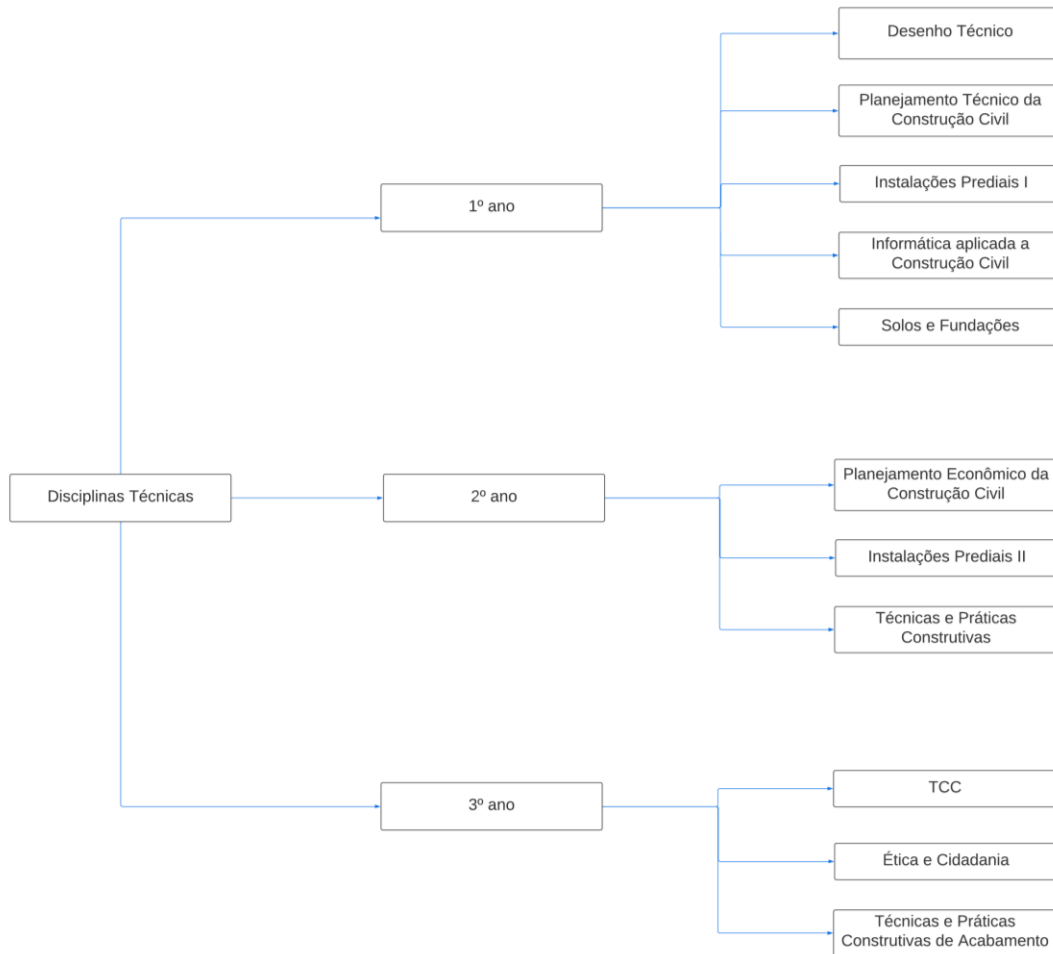 Disciplinas Técnicas
1º ano
Desenho Técnico
Planejamento Técnico da
Construção Civil
Instalações Prediais I
Informática aplicada a
Construção Civil
Solos e Fundações
2º ano
Planejamento Econômico da
Construção Civil
Instalações Prediais II
Técnicas e Práticas
Construtivas
3º ano
TCC
Ética e Cidadania
Técnicas e Práticas
Construtivas de Acabamento